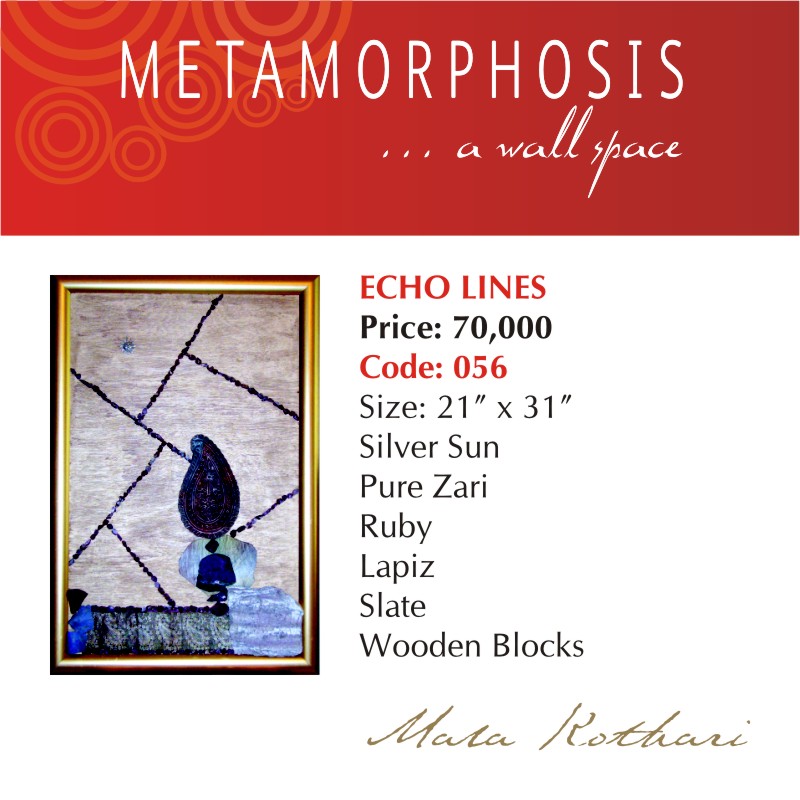 METAMORPHOSIS
... a wall space
ECHO LINES
Price: 70,000
Code: 056
Size: 21” x 31”
Silver Sun
Pure Zari
Ruby
Lapiz
Slate
Wooden Blocks
Mala Kothari